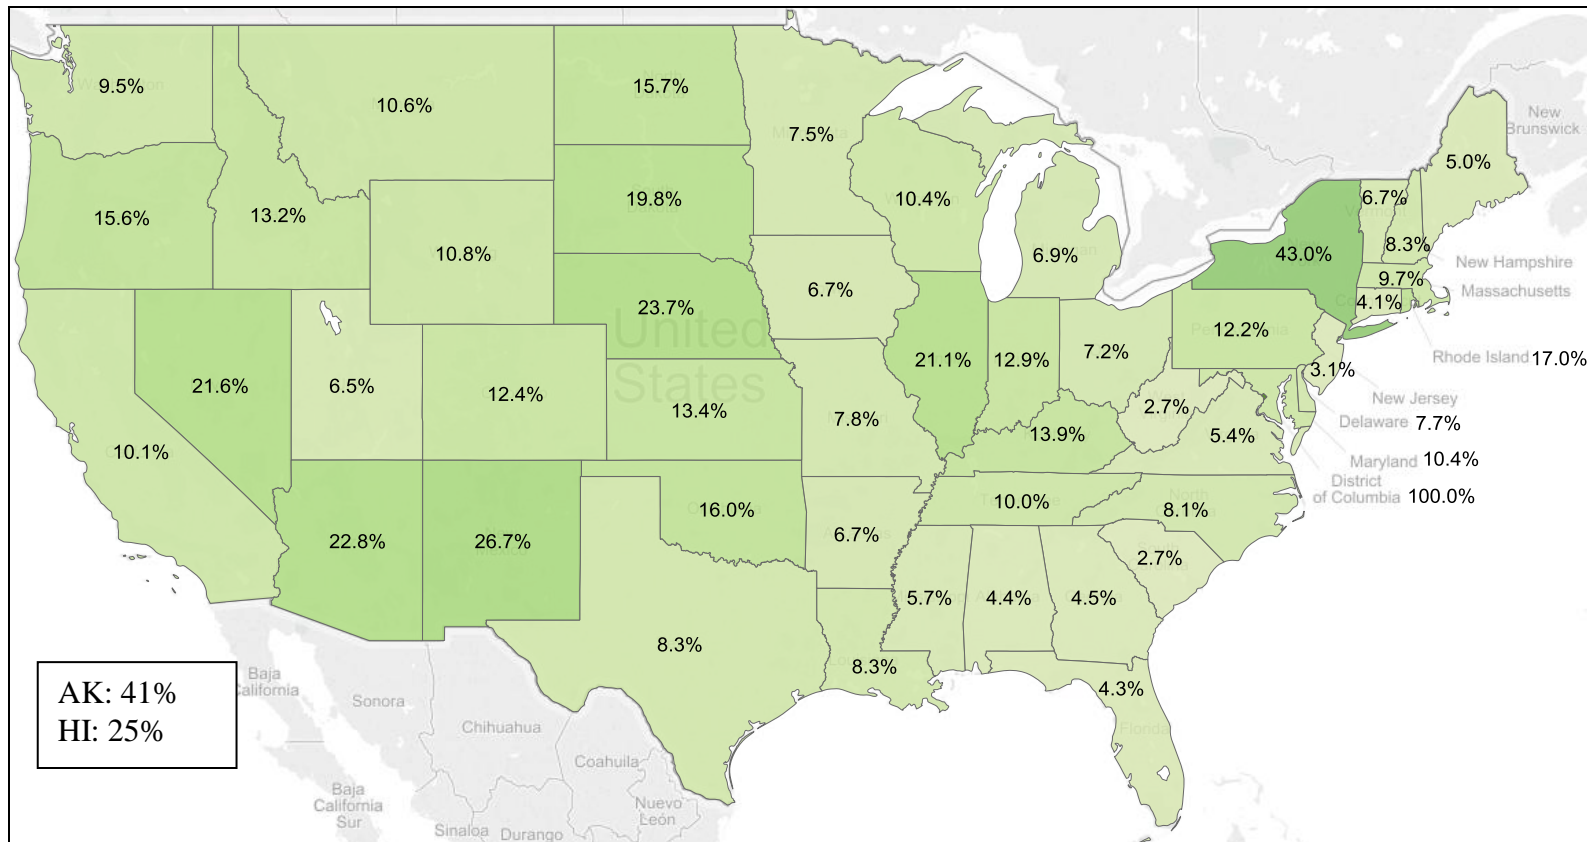 9.5%
10.6%
15.7%
7.5%
New
Brunswick
5.0%
15.6%
13.2%
19.8%
10.4%
6.7%
Vermont
10.8%
6.9%
43.0%
8.3%
New Hampshire
9.7%
Massachusetts
6.7%
23.7%
4.1%
United
States
12.2%
21.6%
6.5%
12.4%
21.1%
12.9%
7.2%
Rhode Island 17.0%
3.1%
13.4%
7.8%
2.7%
New Jersey
Delaware 7.7%
10.1%
13.9%
5.4%
Maryland 10.4%
District
of Columbia 100.0%
16.0%
10.0%
North
8.1%
22.8%
26.7%
6.7%
2.7%
5.7%
4.4%
4.5%
8.3%
8.3%
4.3%
Florida
AK: 41%
HI: 25%
Baja
California
Sonora
Chihuahua
Coahuila
Baja
California
Sur
Nuevo
León
Sinaloa
Durango